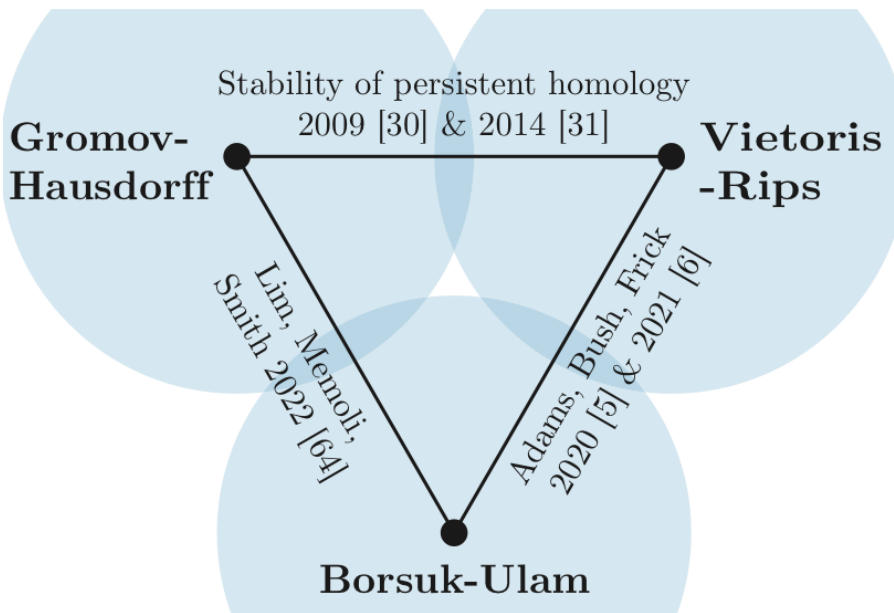 Stability of persistent homology
2009 [30] & 2014 [31]
Gromov-
Hausdorff
Vietoris
-Rips
Lim, Memoli,
Smith 2022 [64]
Adams, Bush, Frick
2020 [5] & 2021 [6]
Borsuk-Ulam